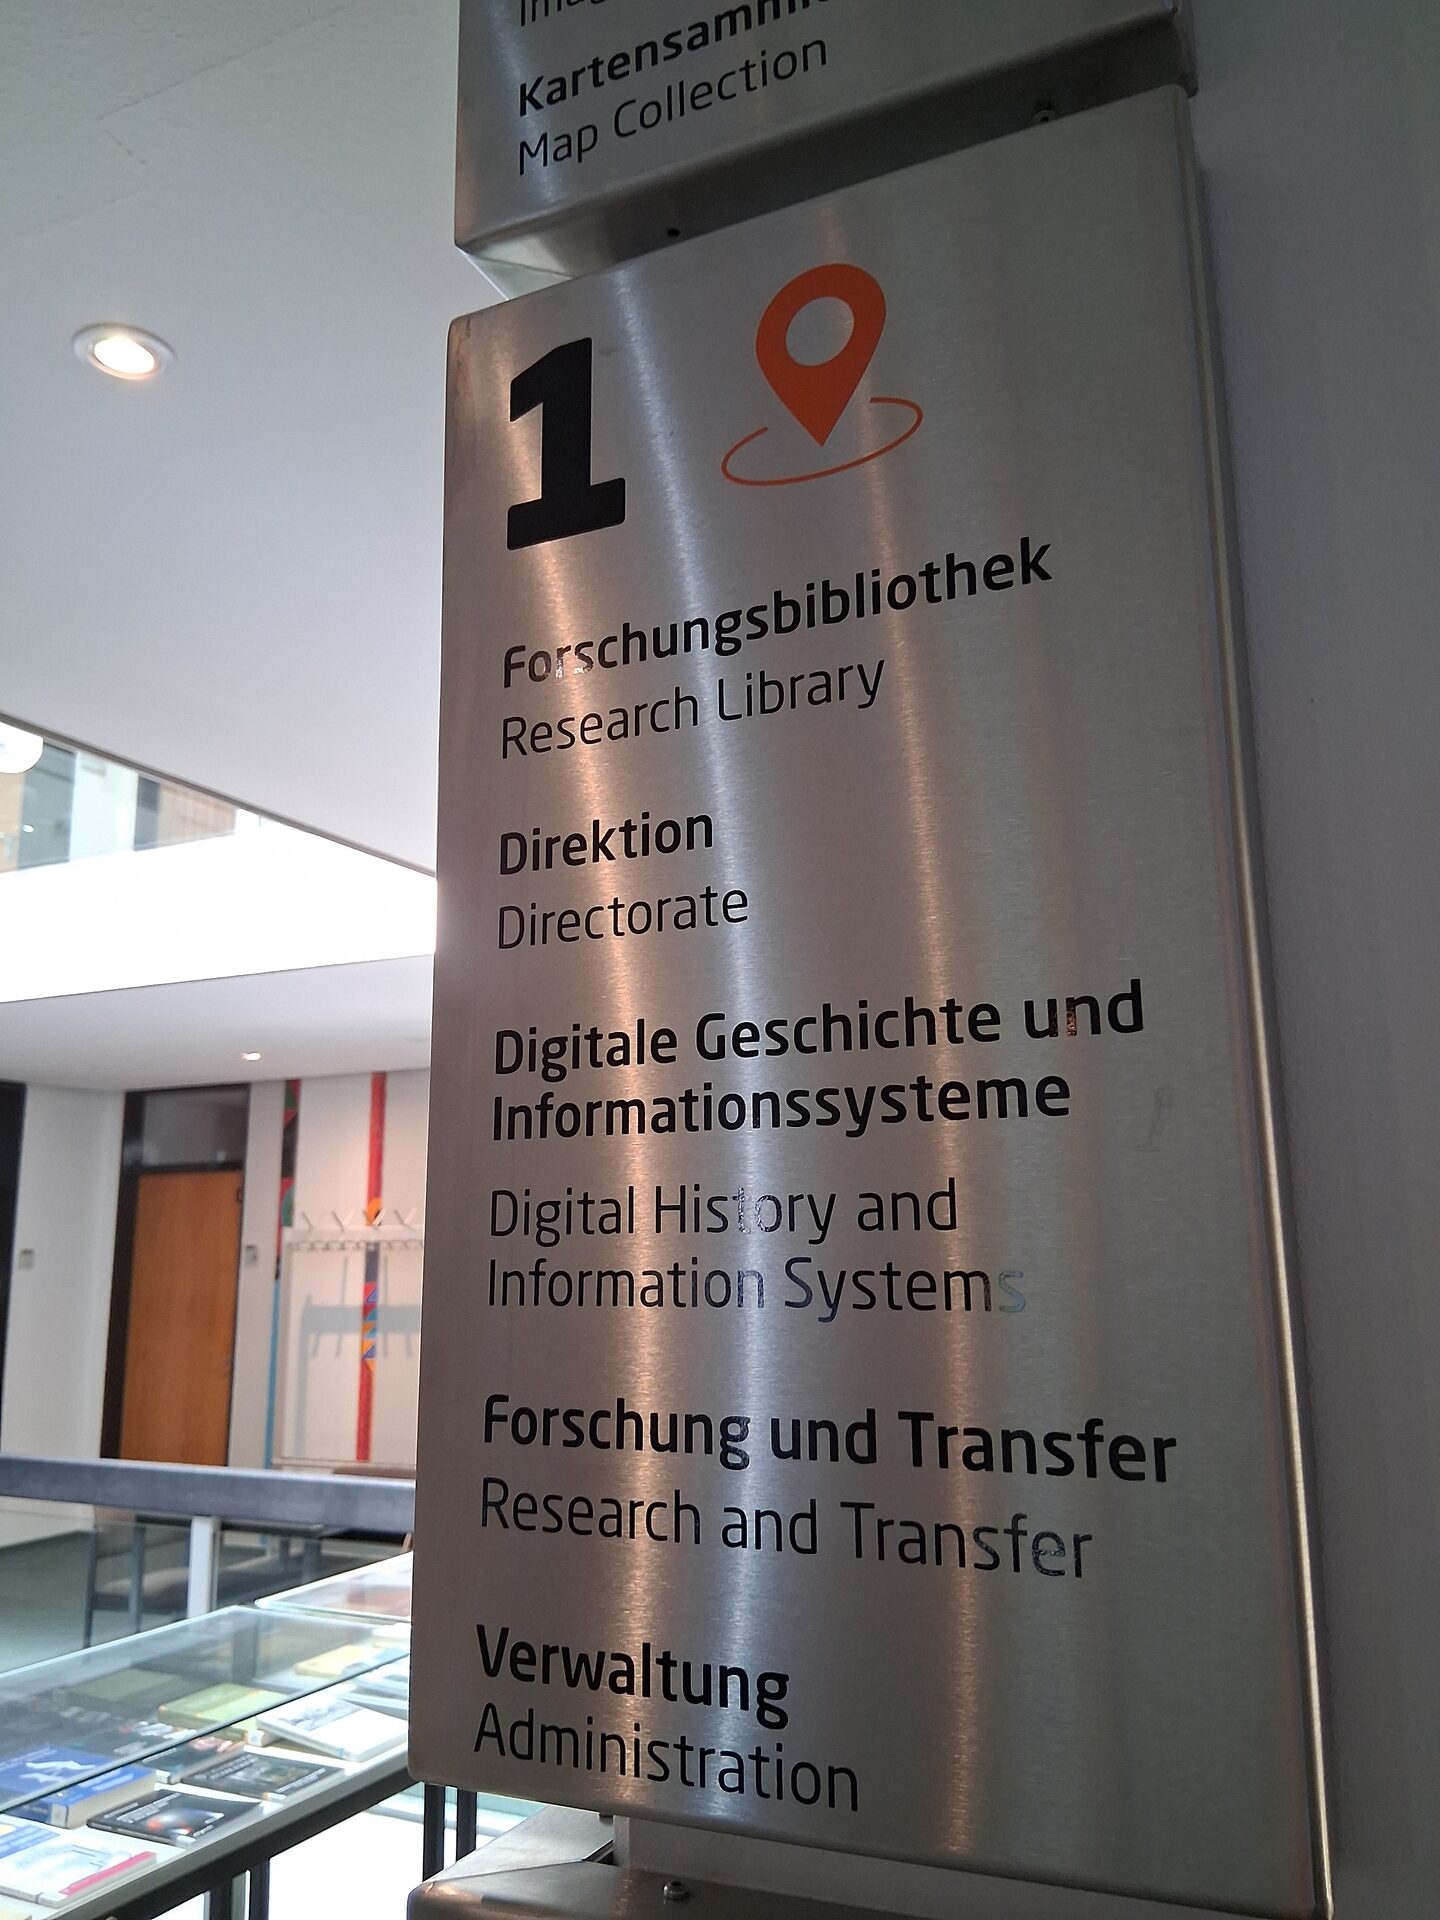 Map Collection
1
Forschungsbibliothek
Research Library
Direktion
Directorate
Digitale Geschichte und
Informationssysteme
Digital History and
Information Systems
Forschung und Transfer
Research and Transfer
Verwaltung
Administration